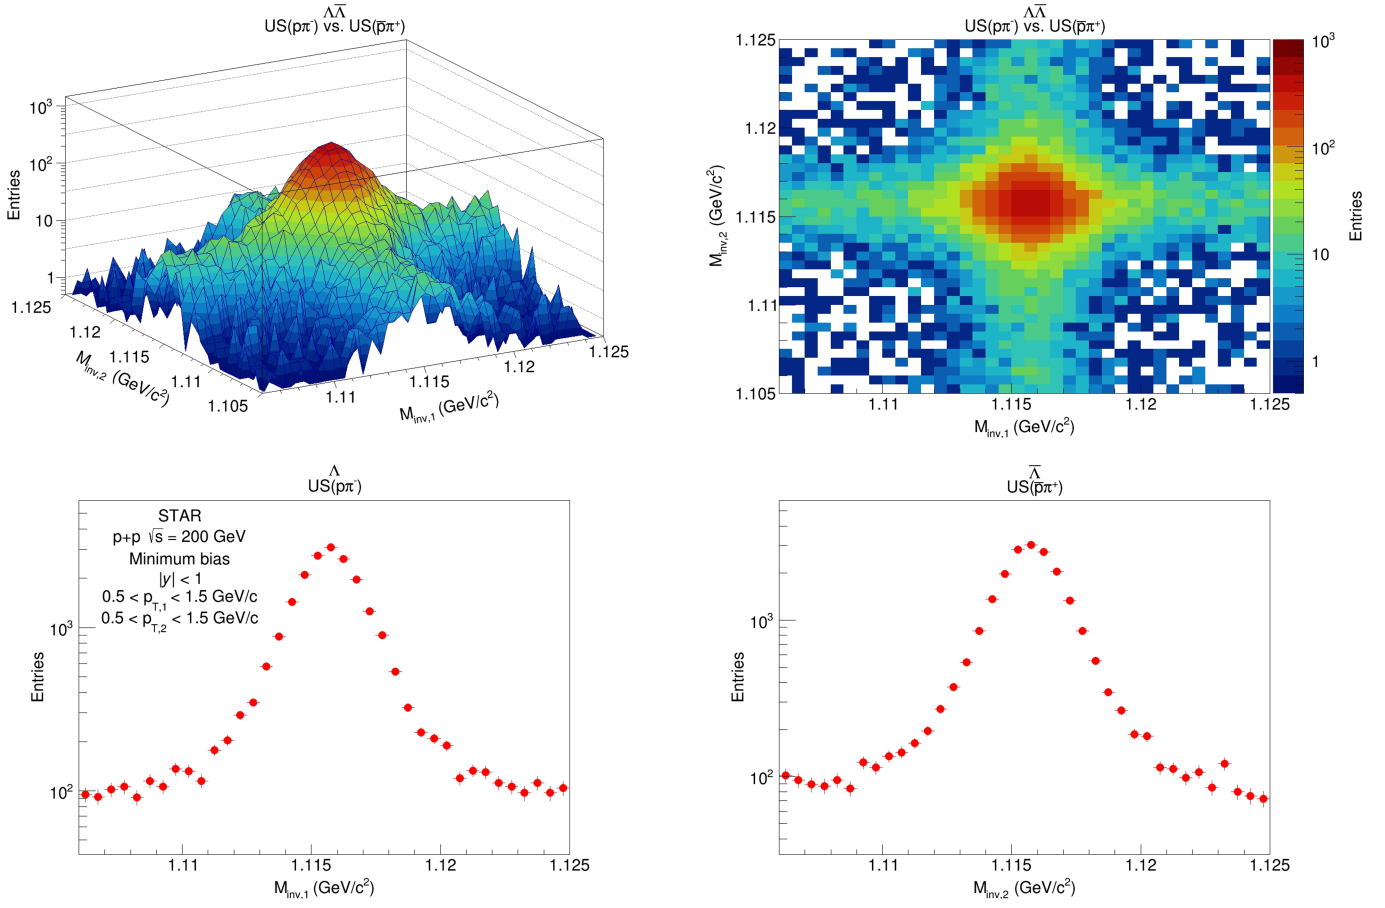 ΛΛ̅
US(pπ⁻) vs. US(p̅π⁺)
10³
10²
10
1
Entries
1.125
1.12
1.115
1.11
1.105
M_inv,2 (GeV/c²)
1.11
1.115
1.12
1.125
M_inv,1 (GeV/c²)
ΛΛ̅
US(pπ⁻) vs. US(p̅π⁺)
1.125
1.12
1.115
1.11
1.105
M_inv,2 (GeV/c²)
1.11
1.115
1.12
1.125
M_inv,1 (GeV/c²)
10³
10²
10
1
Entries
Λ
US(pπ⁻)
STAR
p+p √s = 200 GeV
Minimum bias
|y| < 1
0.5 < p_T,1 < 1.5 GeV/c
0.5 < p_T,2 < 1.5 GeV/c
10³
10²
Entries
1.11
1.115
1.12
1.125
M_inv,1 (GeV/c²)
Λ̅
US(p̅π⁺)
10³
10²
Entries
1.11
1.115
1.12
1.125
M_inv,2 (GeV/c²)